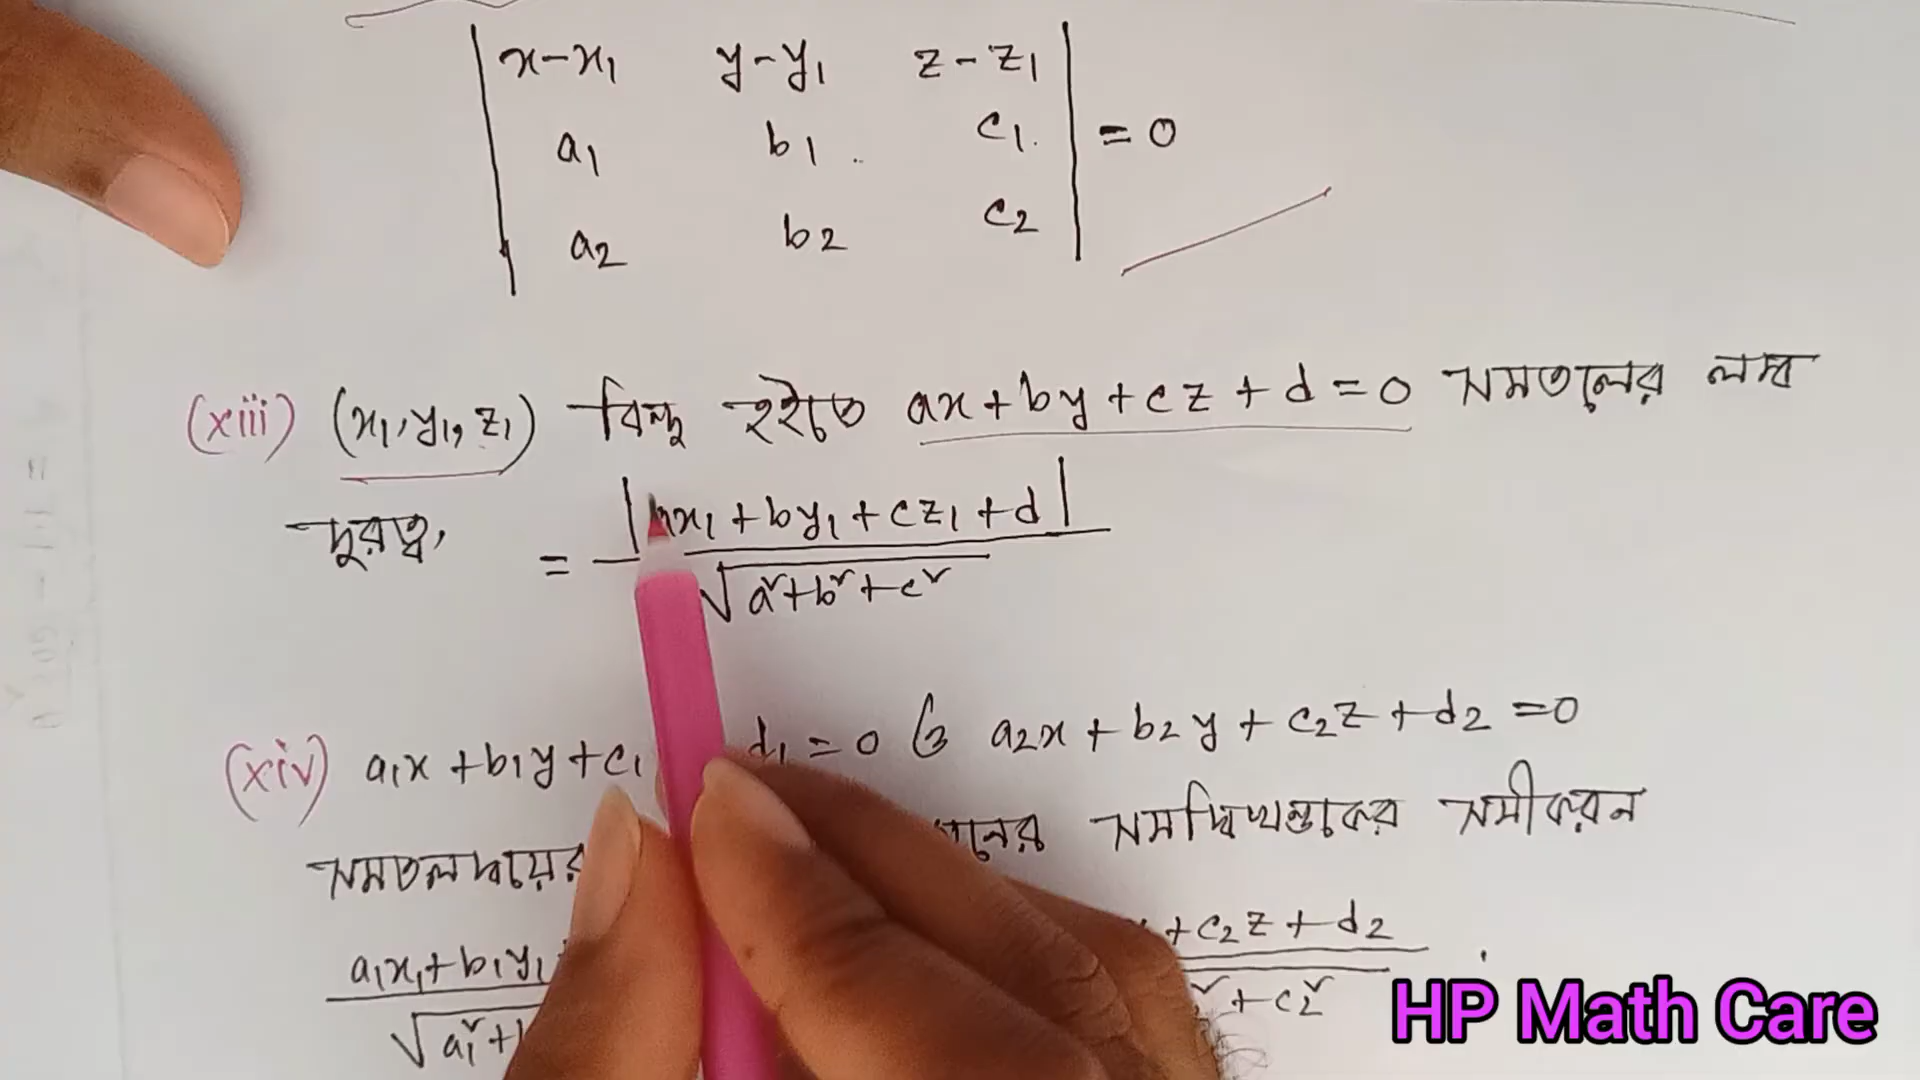 x-x₁ y-y₁ z-z₁
a₁ b₁ c₁ = 0
a₂ b₂ c₂
(xiii) (x₁, y₁, z₁) বিন্দু হইতে ax+by+cz+d=0 সমতলের লম্ব
দূরত্ব, = |ax₁+by₁+cz₁+d|
√a²+b²+c²
(xiv) a₁x+b₁y+c₁ d₁=0 ও a₂x+b₂y+c₂z+d₂=0
সমতলদ্বয়ের সমদ্বিখন্ডকের সমীকরন
a₁x₁+b₁y₁ +c₂z+d₂
√a₁²+ +c₂²
HP Math Care